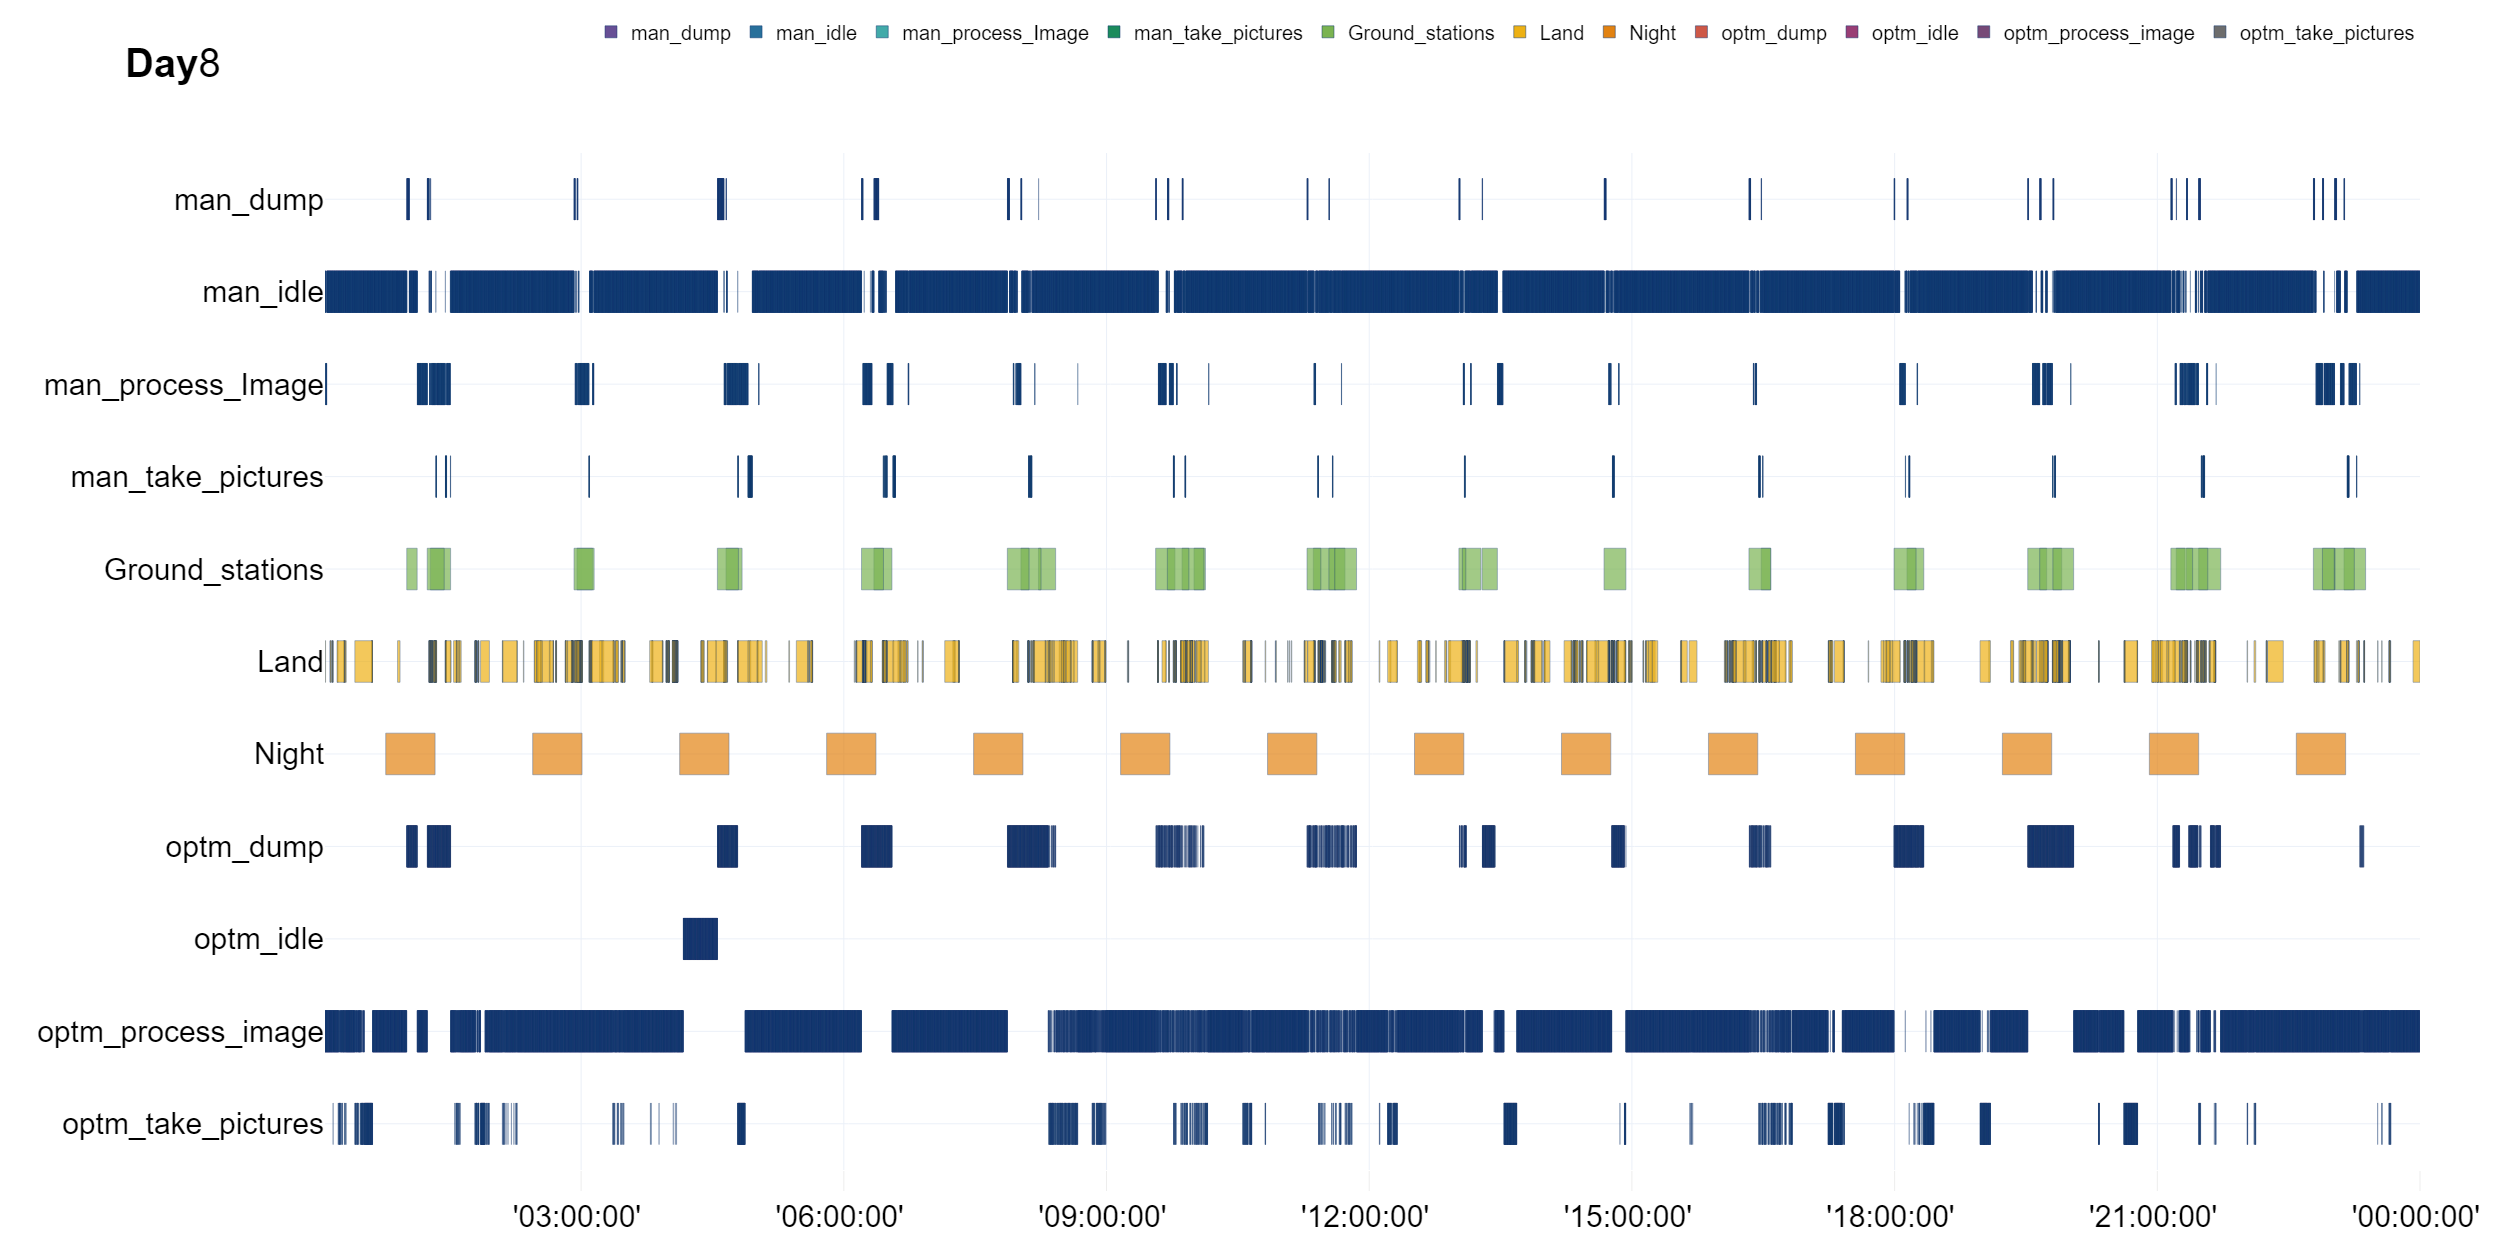 man_dump man_idle man_process_Image man_take_pictures Ground_stations Land Night optm_dump optm_idle optm_process_image optm_take_pictures
Day8
man_dump
man_idle
man_process_Image
man_take_pictures
Ground_stations
Land
Night
optm_dump
optm_idle
optm_process_image
optm_take_pictures
'03:00:00' '06:00:00' '09:00:00' '12:00:00' '15:00:00' '18:00:00' '21:00:00' '00:00:00'